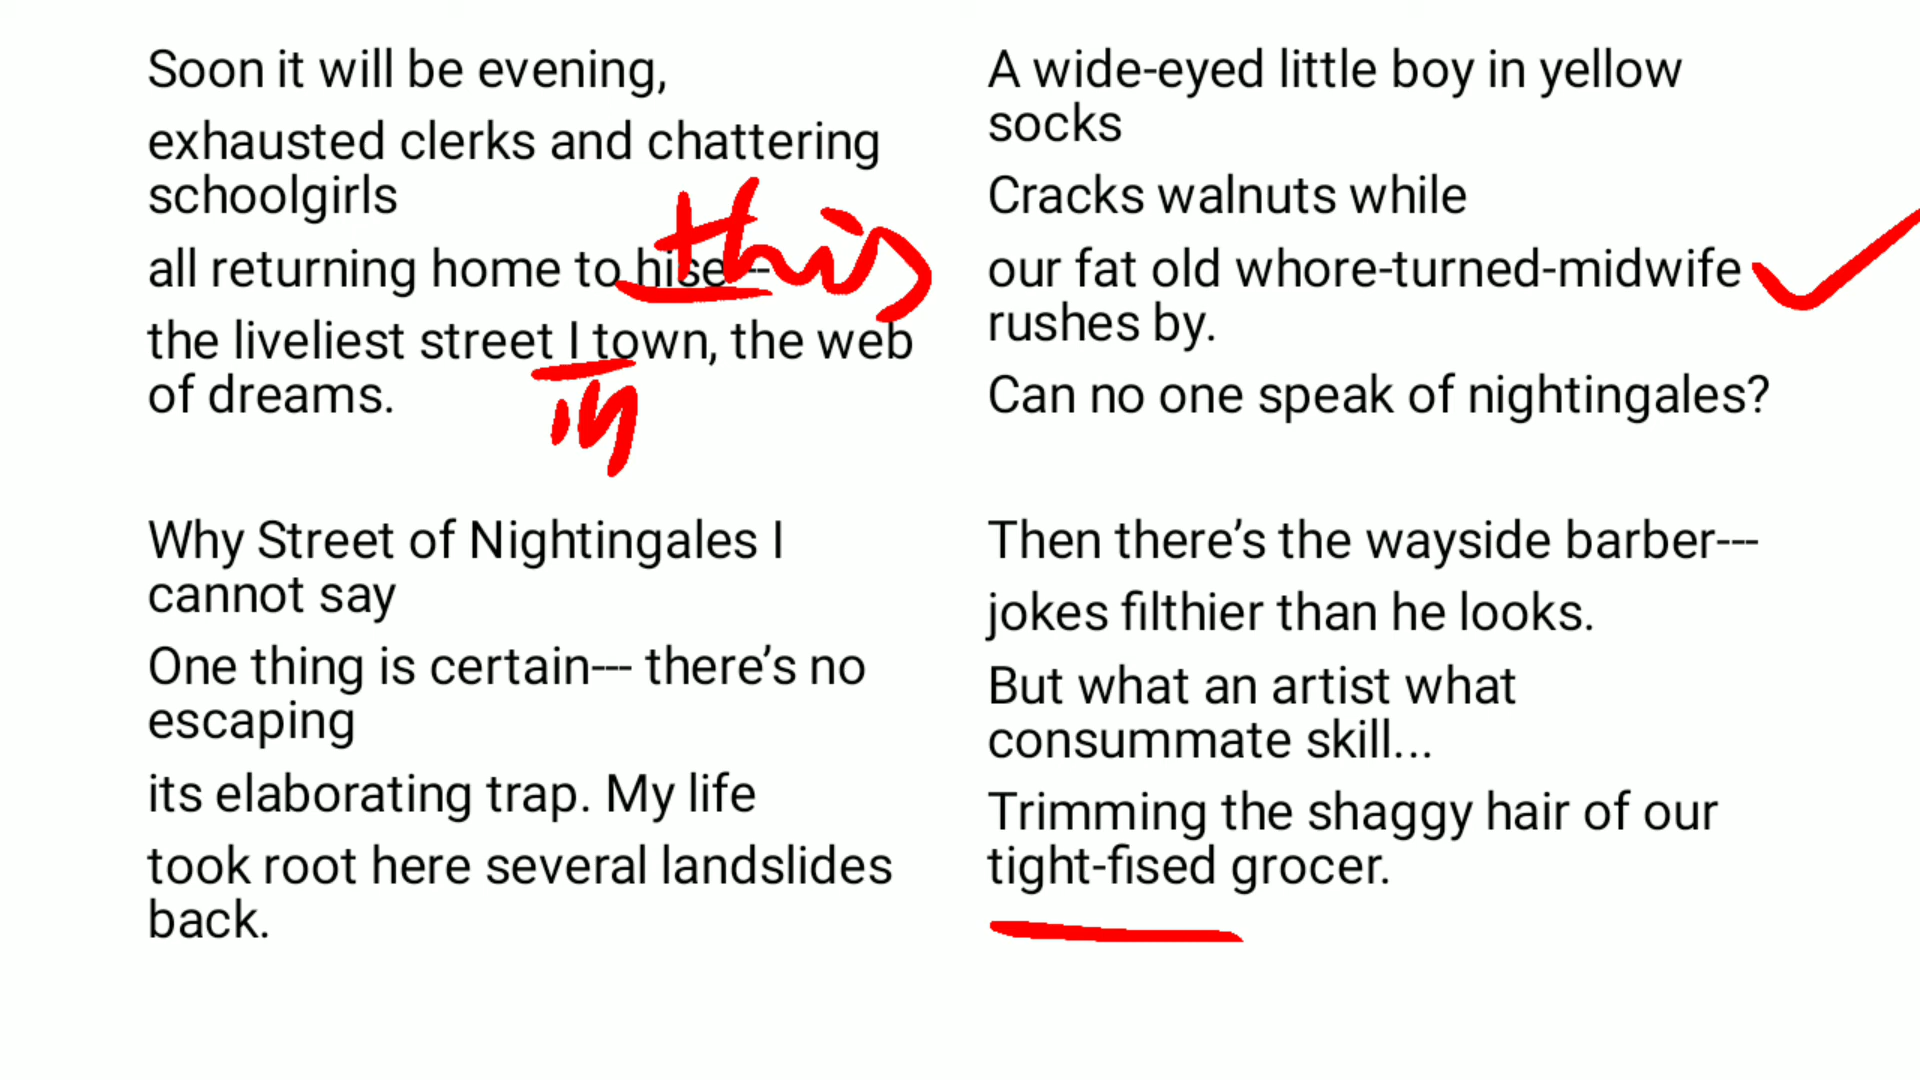 Soon it will be evening,
exhausted clerks and chattering
schoolgirls
all returning home to hise---
this
the liveliest street I town, the web
of dreams.
in
Why Street of Nightingales I
cannot say
One thing is certain--- there’s no
escaping
its elaborating trap. My life
took root here several landslides
back.
A wide-eyed little boy in yellow
socks
Cracks walnuts while
our fat old whore-turned-midwife
rushes by.
Can no one speak of nightingales?
Then there’s the wayside barber---
jokes filthier than he looks.
But what an artist what
consummate skill...
Trimming the shaggy hair of our
tight-fised grocer.